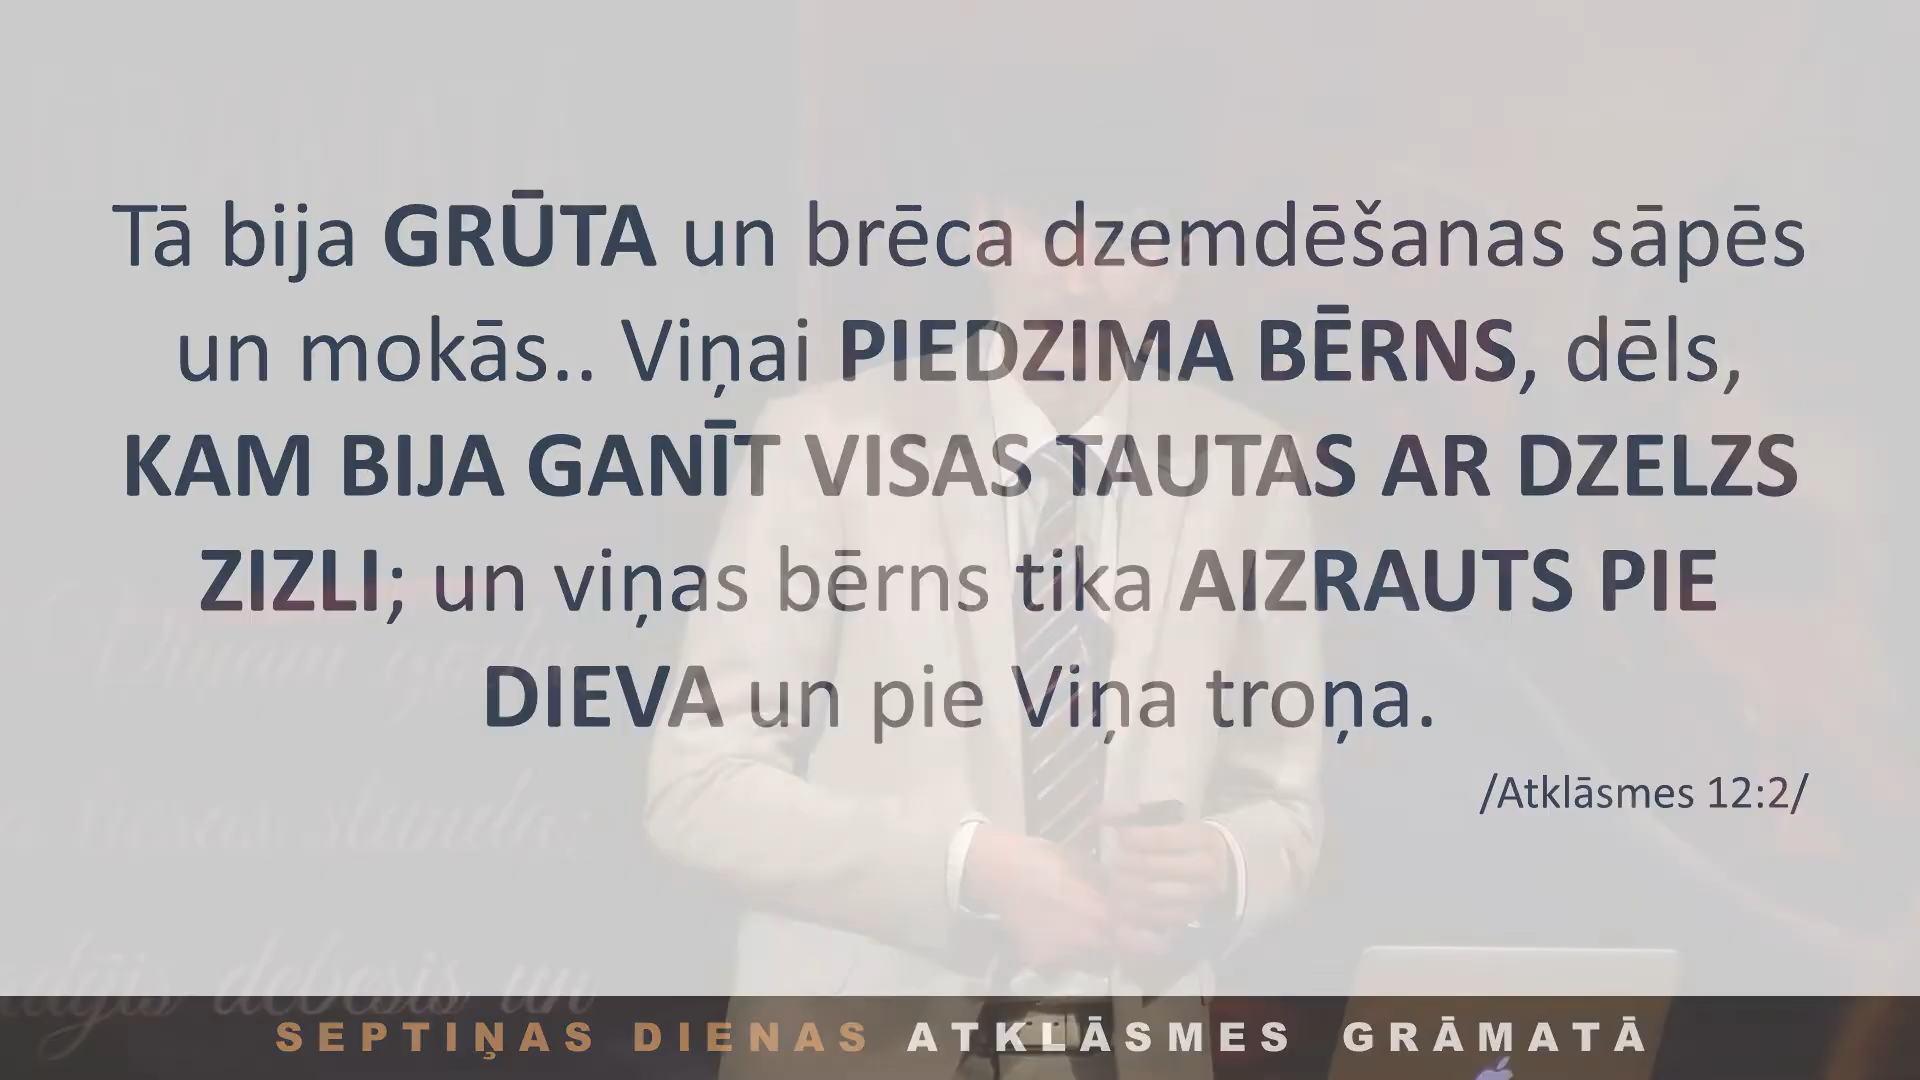 Tā bija GRŪTA un brēca dzemdēšanas sāpēs
un mokās.. Viņai PIEDZIMA BĒRNS, dēls,
KAM BIJA GANĪT VISAS TAUTAS AR DZELZS
ZIZLI; un viņas bērns tika AIZRAUTS PIE
DIEVA un pie Viņa troņa.
/Atklāsmes 12:2/
debesis un
SEPTIŅAS DIENAS ATKLĀSMES GRĀMATĀ